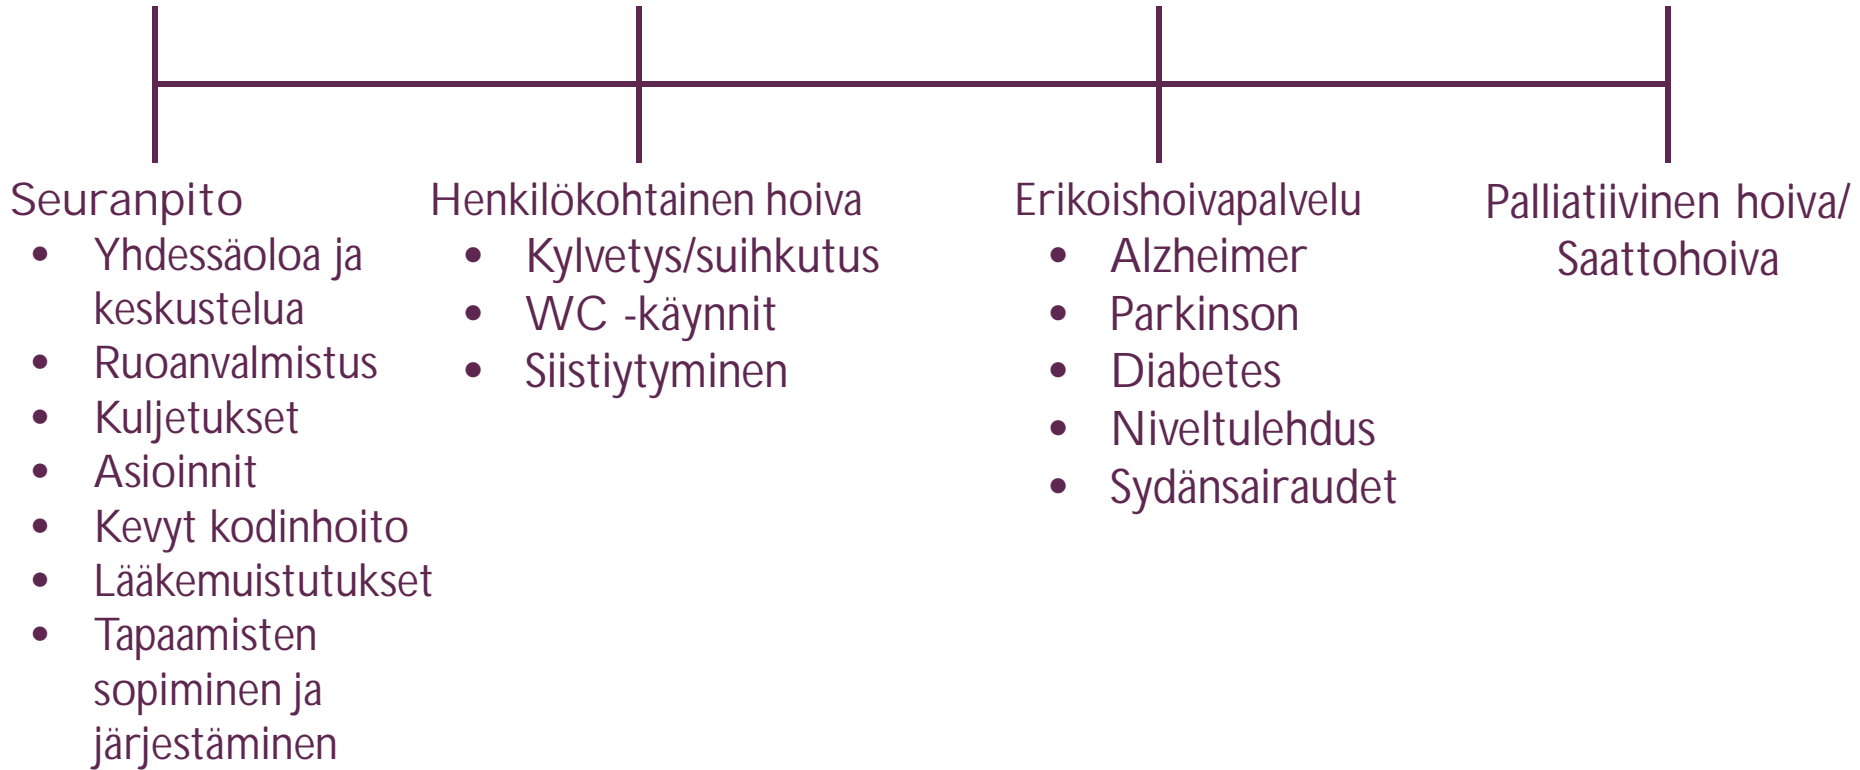 Seuranpito
• Yhdessäoloa ja
keskustelua
• Ruoanvalmistus
• Kuljetukset
• Asioinnit
• Kevyt kodinhoito
• Lääkemuistutukset
• Tapaamisten
sopiminen ja
järjestäminen
Henkilökohtainen hoiva
• Kylvetys/suihkutus
• WC -käynnit
• Siistiytyminen
Erikoishoivapalvelu
• Alzheimer
• Parkinson
• Diabetes
• Niveltulehdus
• Sydänsairaudet
Palliatiivinen hoiva/
Saattohoiva